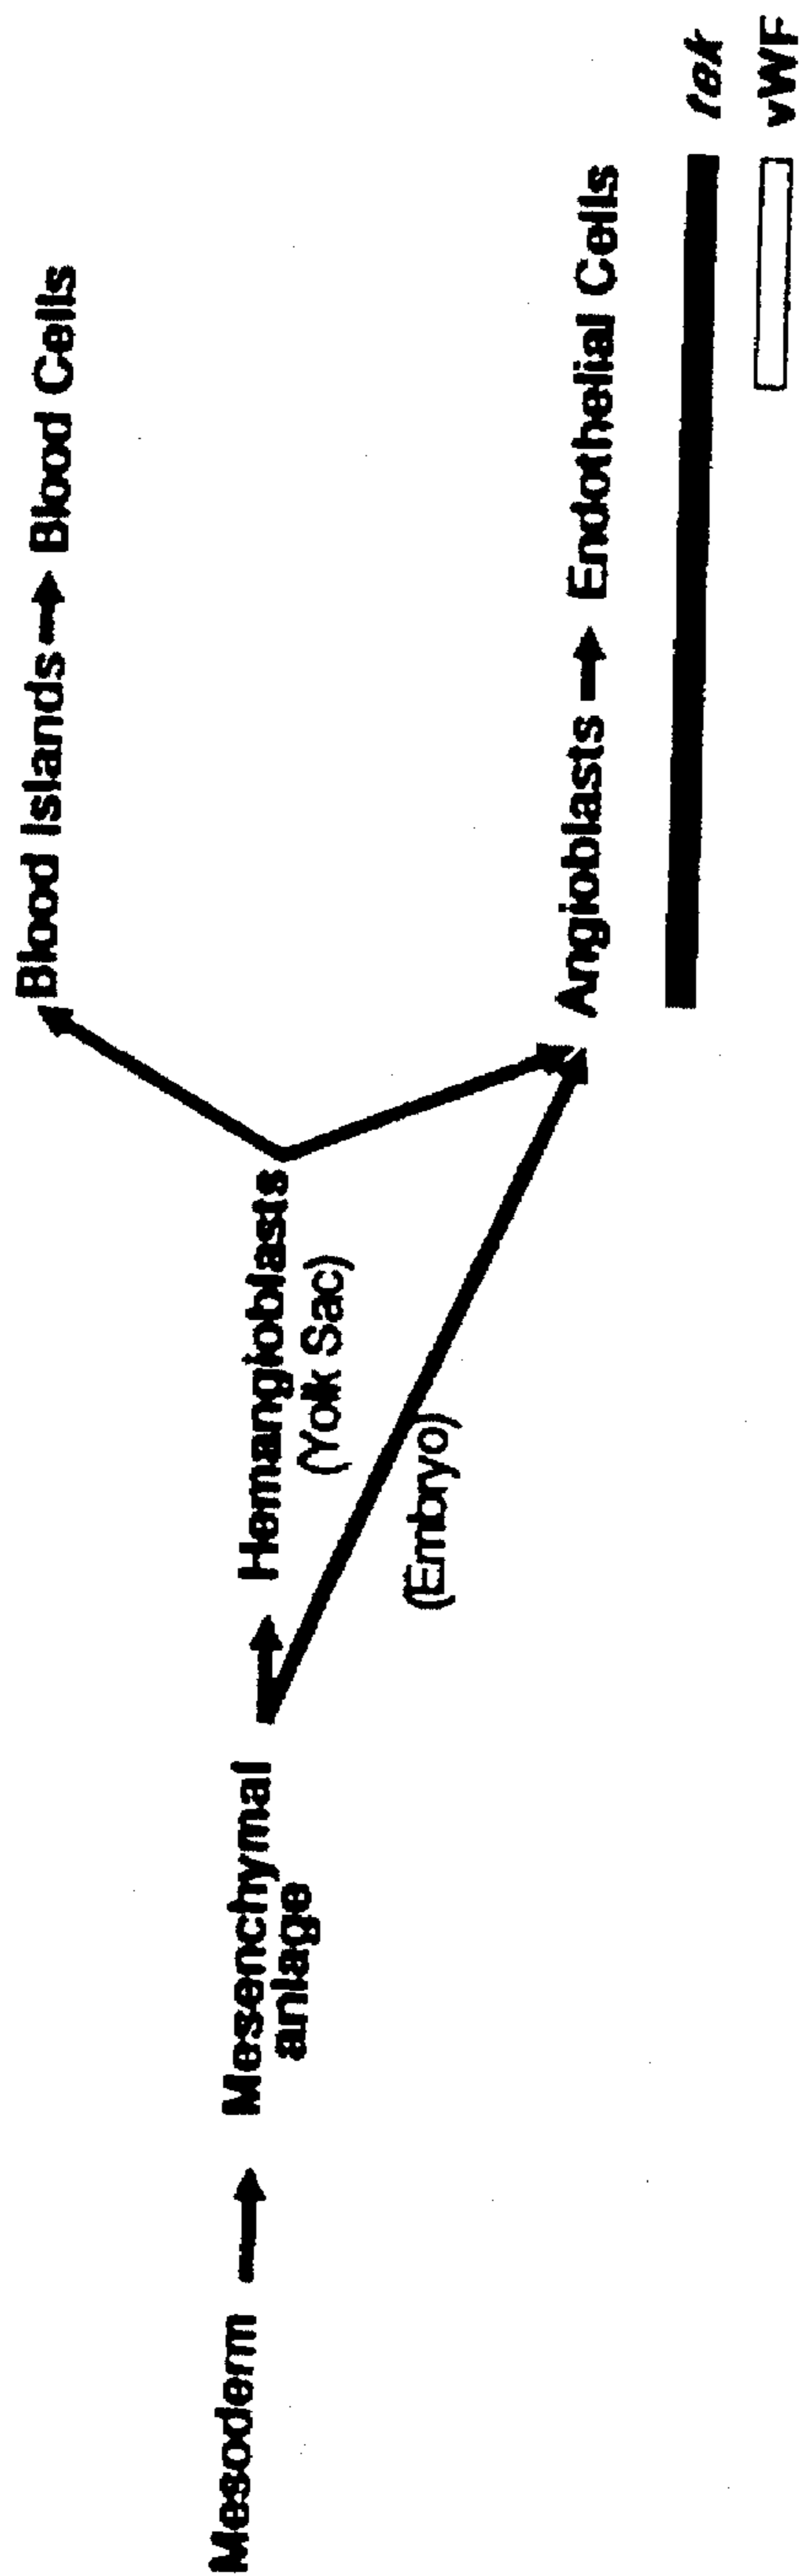 Blood Islands → Blood Cells
Mesoderm → Mesenchymal anlage → Hemangioblasts
(Yolk Sac)
(Embryo)
Angioblasts → Endothelial Cells
tek
vWF